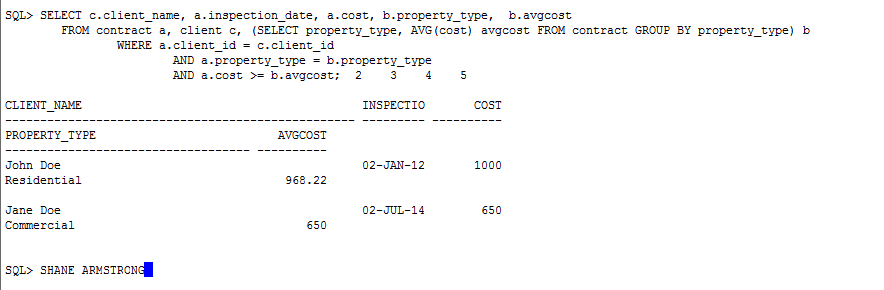 SQL> SELECT c.client_name, a.inspection_date, a.cost, b.property_type,  b.avgcost
FROM contract a, client c, (SELECT property_type, AVG(cost) avgcost FROM contract GROUP BY property_type) b
WHERE a.client_id = c.client_id
AND a.property_type = b.property_type
AND a.cost >= b.avgcost;  2    3    4    5
CLIENT_NAME                                        INSPECTIO       COST
-------------------------------------------------- --------- ----------
PROPERTY_TYPE                          AVGCOST
----------------------------------- ----------
John Doe                                           02-JAN-12       1000
Residential                             968.22
Jane Doe                                           02-JUL-14        650
Commercial                                 650
SQL> SHANE ARMSTRONG